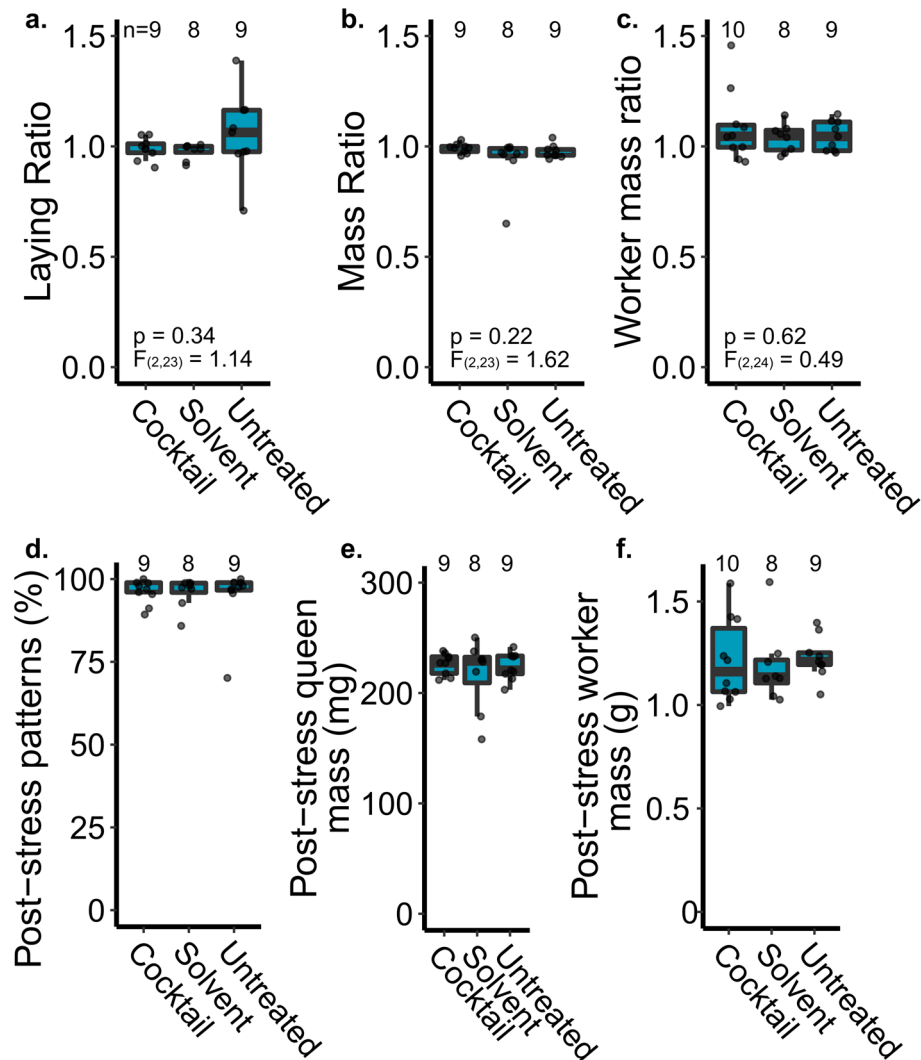 a.
n=9 8 9
1.5
1.0
0.5
0.0
Laying Ratio
p = 0.34
F(2,23) = 1.14
Cocktail
Solvent
Untreated
b.
9 8 9
1.5
1.0
0.5
0.0
Mass Ratio
p = 0.22
F(2,23) = 1.62
Cocktail
Solvent
Untreated
c.
10 8 9
1.5
1.0
0.5
0.0
Worker mass ratio
p = 0.62
F(2,24) = 0.49
Cocktail
Solvent
Untreated
d.
9 8 9
100
75
50
25
0
Post−stress patterns (%)
Cocktail
Solvent
Untreated
e.
9 8 9
300
200
100
0
Post−stress queen
mass (mg)
Cocktail
Solvent
Untreated
f.
10 8 9
1.5
1.0
0.5
0
Post−stress worker
mass (g)
Cocktail
Solvent
Untreated